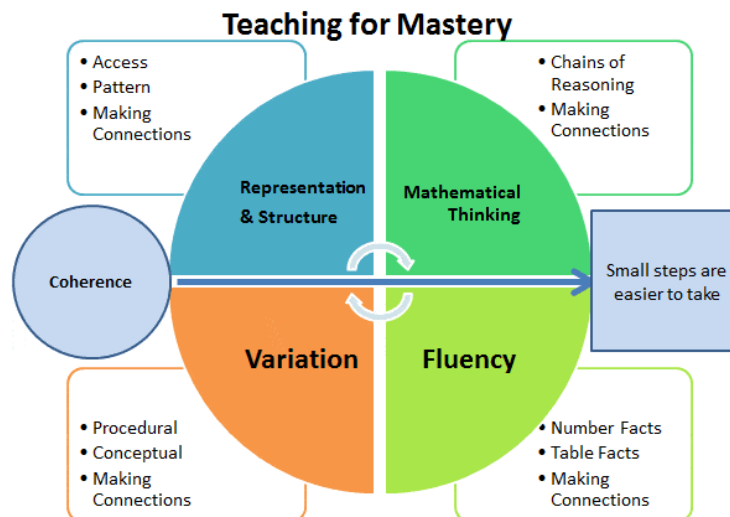 Teaching for Mastery
• Access
• Pattern
• Making
Connections
• Chains of
Reasoning
• Making
Connections
Representation
& Structure
Mathematical
Thinking
Coherence
Small steps are
easier to take
Variation
Fluency
• Procedural
• Conceptual
• Making
Connections
• Number Facts
• Table Facts
• Making
Connections